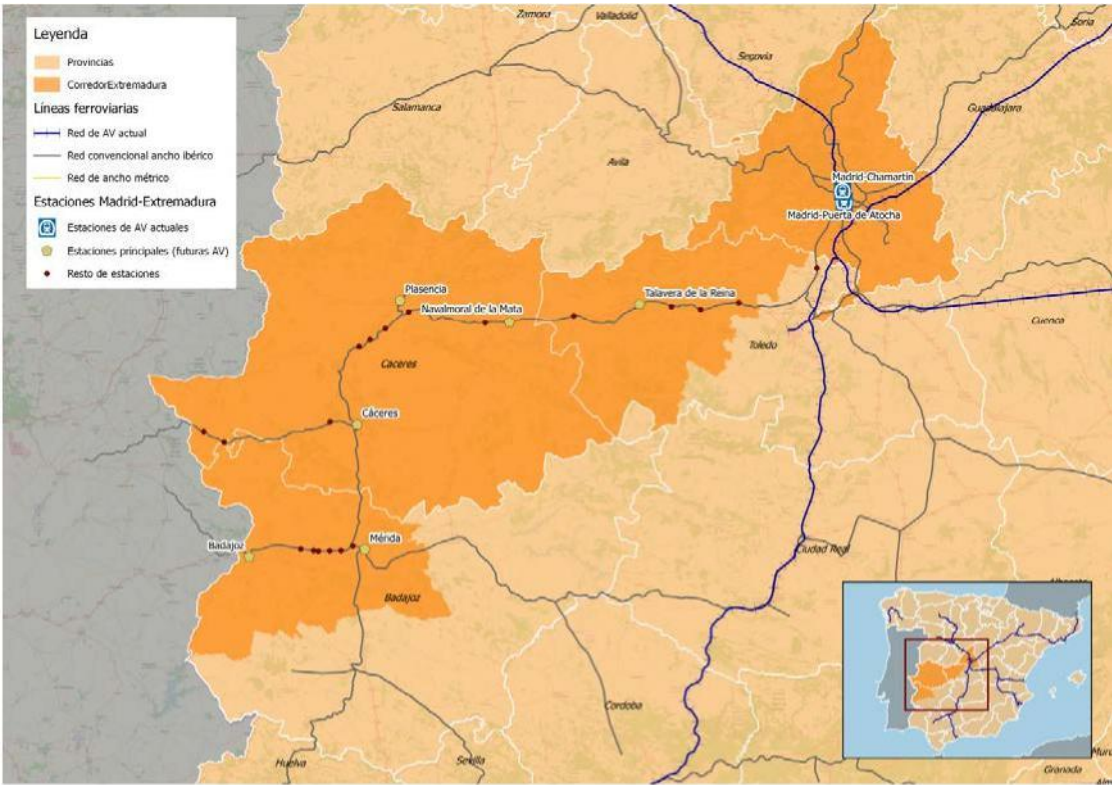 Leyenda
Provincias
CorredorExtremadura
Líneas ferroviarias
Red de AV actual
Red convencional ancho ibérico
Red de ancho métrico
Estaciones Madrid-Extremadura
Estaciones de AV actuales
Estaciones principales (futuras AV)
Resto de estaciones
Zamora
Valladolid
Soria
Segovia
Salamanca
Guadalajara
Avila
Madrid-Chamartín
Madrid-Puerta de Atocha
Plasencia
Talavera de la Reina
Navalmoral de la Mata
Cuenca
Toledo
Caceres
Cáceres
Badajoz
Mérida
Ciudad Real
Badajoz
Cordoba
Huelva
Sevilla
Granada